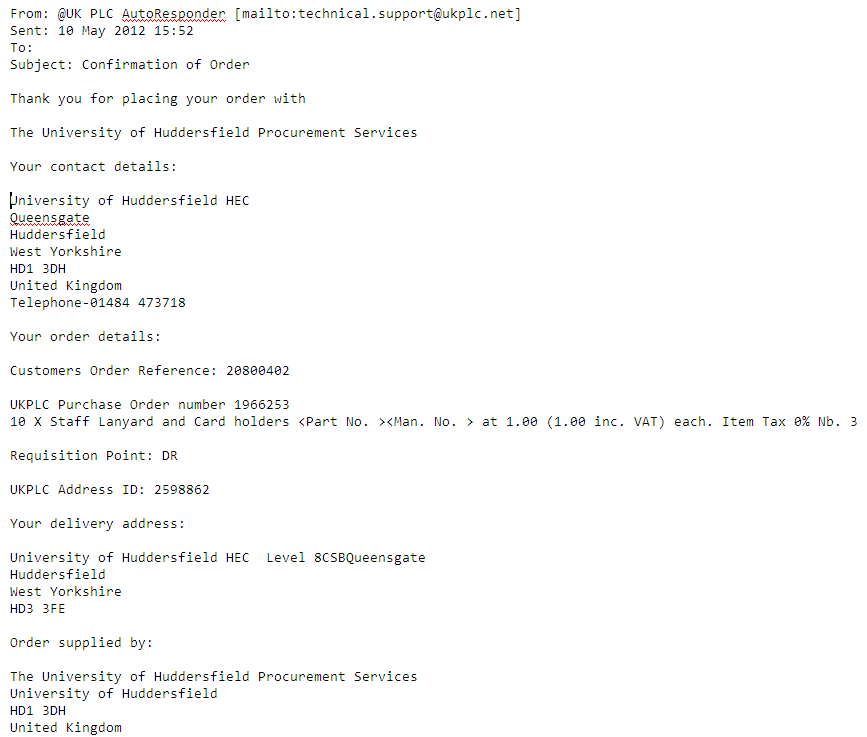 From: @UK PLC AutoResponder [mailto:technical.support@ukplc.net]
Sent: 10 May 2012 15:52
To:
Subject: Confirmation of Order
Thank you for placing your order with
The University of Huddersfield Procurement Services
Your contact details:
University of Huddersfield HEC
Queensgate
Huddersfield
West Yorkshire
HD1 3DH
United Kingdom
Telephone-01484 473718
Your order details:
Customers Order Reference: 20800402
UKPLC Purchase Order number 1966253
10 X Staff Lanyard and Card holders <Part No. ><Man. No. > at 1.00 (1.00 inc. VAT) each. Item Tax 0% Nb. 3
Requisition Point: DR
UKPLC Address ID: 2598862
Your delivery address:
University of Huddersfield HEC  Level 8CSBQueensgate
Huddersfield
West Yorkshire
HD3 3FE
Order supplied by:
The University of Huddersfield Procurement Services
University of Huddersfield
HD1 3DH
United Kingdom